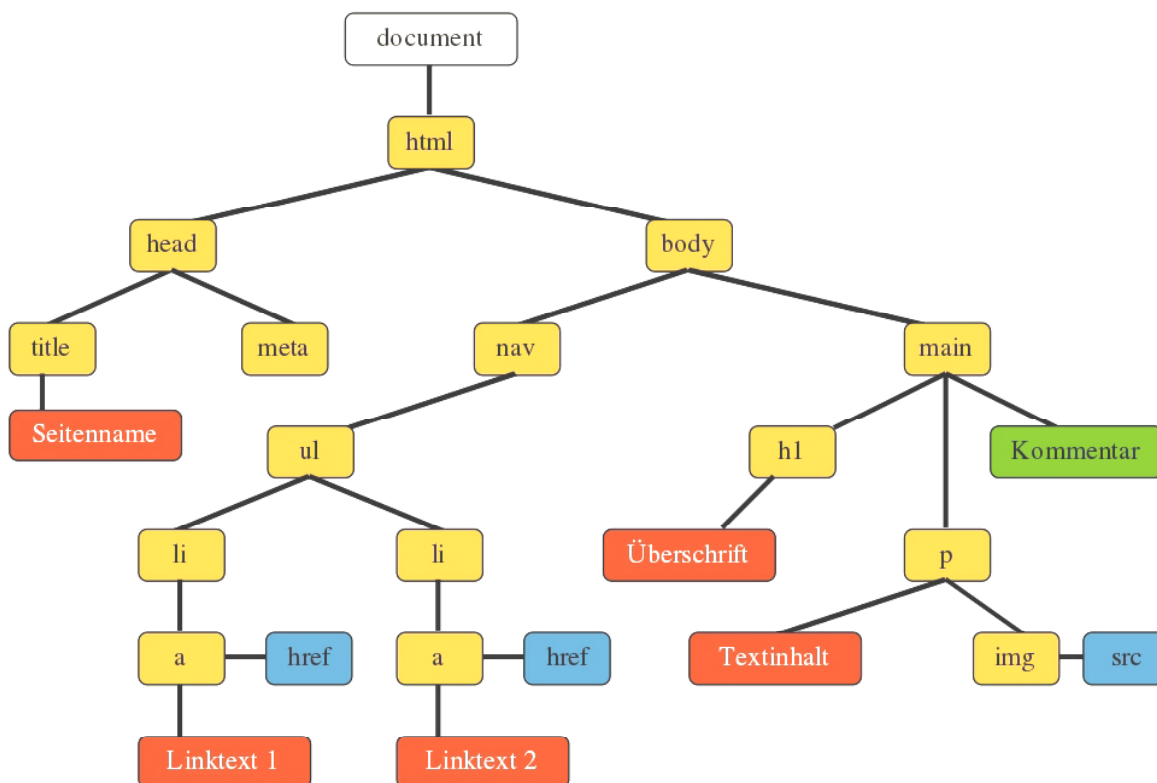 document
html
head
body
title
meta
nav
main
Seitenname
ul
h1
Kommentar
li
li
Überschrift
p
a
href
a
href
Textinhalt
img
src
Linktext 1
Linktext 2